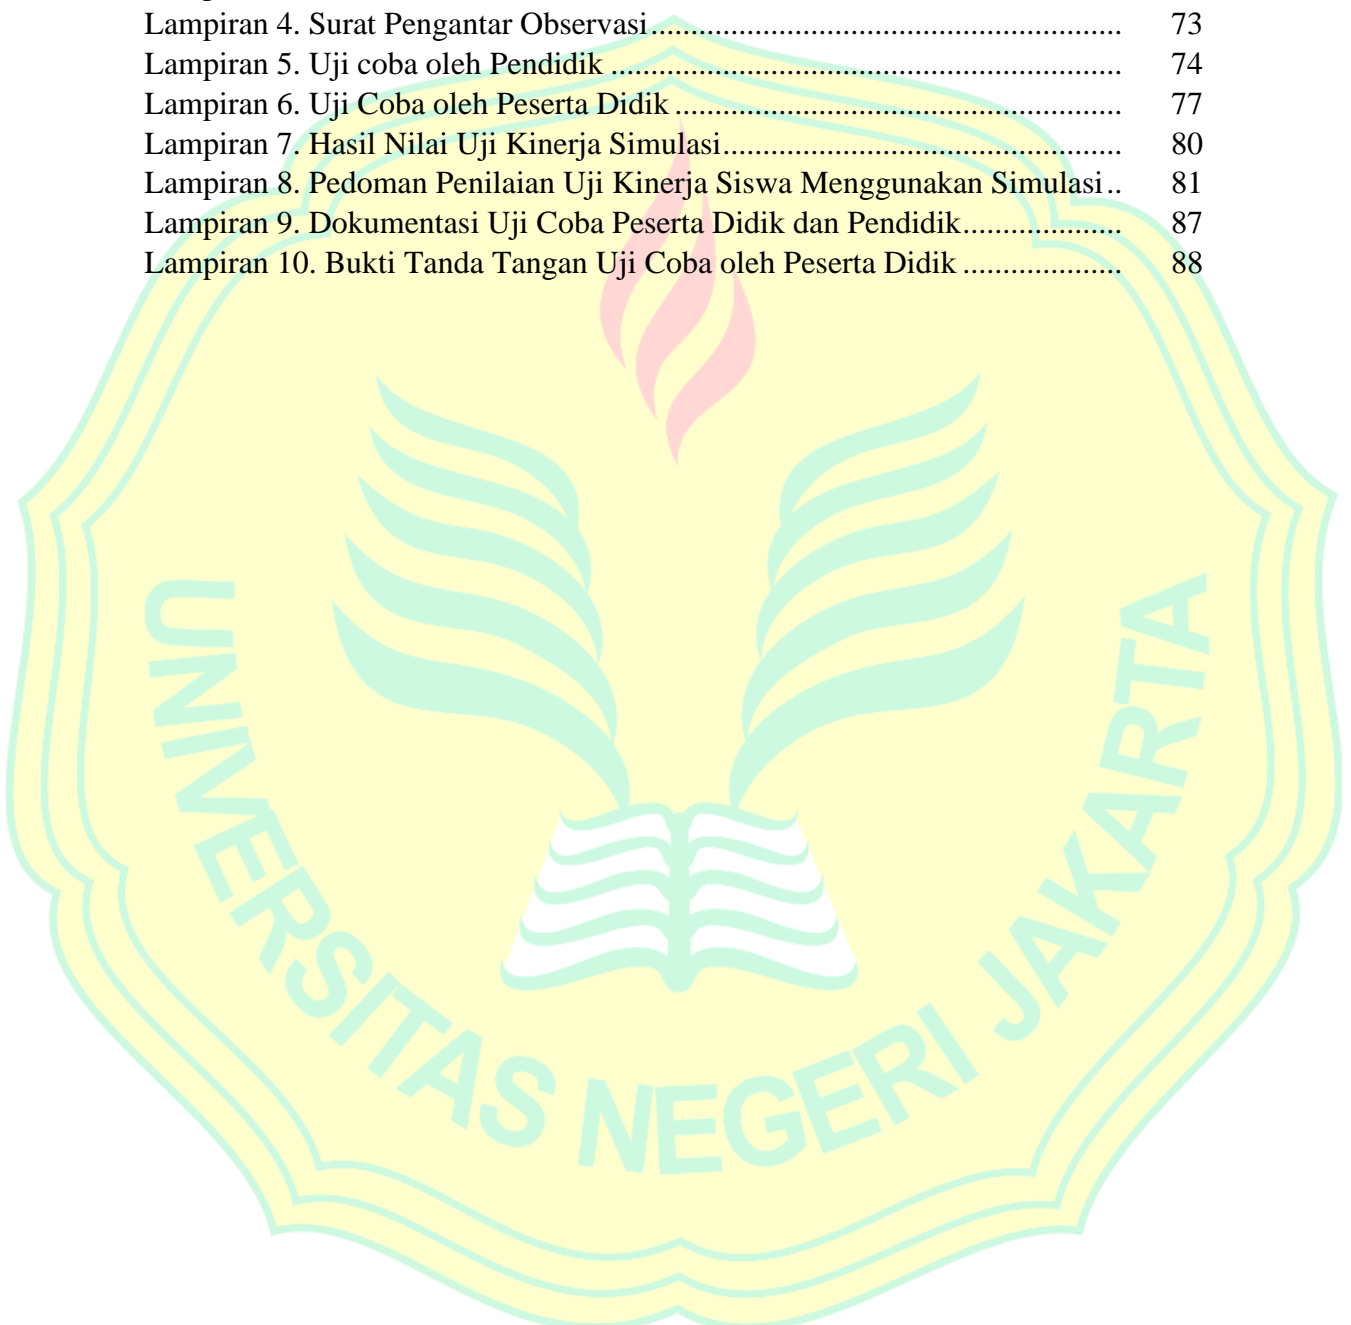 Lampiran 4. Surat Pengantar Observasi......................................................... 73
Lampiran 5. Uji coba oleh Pendidik .............................................................. 74
Lampiran 6. Uji Coba oleh Peserta Didik ...................................................... 77
Lampiran 7. Hasil Nilai Uji Kinerja Simulasi................................................ 80
Lampiran 8. Pedoman Penilaian Uji Kinerja Siswa Menggunakan Simulasi.. 81
Lampiran 9. Dokumentasi Uji Coba Peserta Didik dan Pendidik................... 87
Lampiran 10. Bukti Tanda Tangan Uji Coba oleh Peserta Didik ................... 88
UNIVERSITAS NEGERI JAKARTA